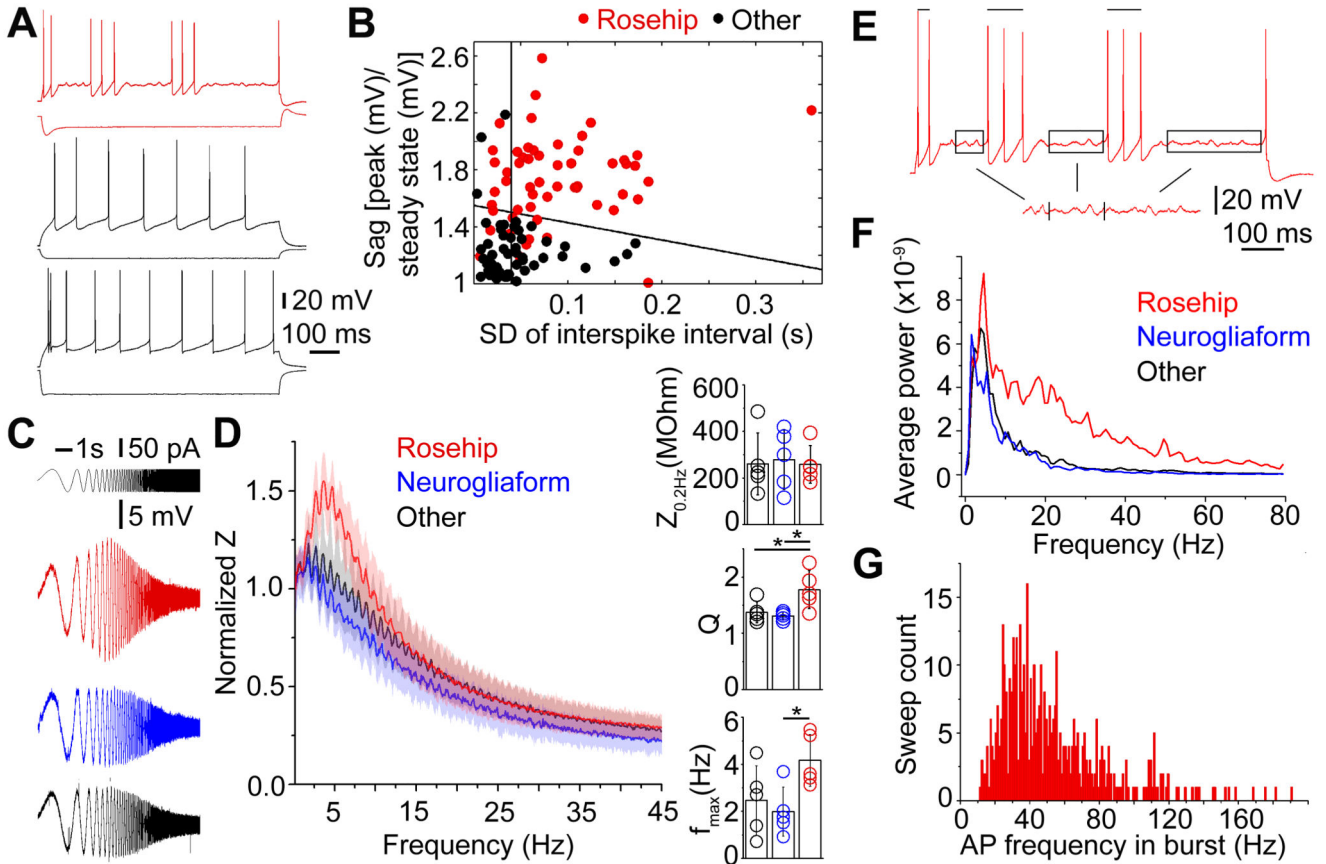 A
20 mV
100 ms
B
Rosehip Other
Sag [peak (mV)/
steady state (mV)]
2.6
2.2
1.8
1.4
1
0.1 0.2 0.3
SD of interspike interval (s)
C
1s 50 pA
5 mV
D
Rosehip
Neurogliaform
Other
Normalized Z
1.5
1.0
0.5
0.0
5 15 25 35 45
Frequency (Hz)
Z0.2Hz(MOhm)
600
400
200
0
* *
Q
2
1
0
*
fmax(Hz)
6
4
2
0
E
20 mV
100 ms
F
Rosehip
Neurogliaform
Other
Average power (x10-9)
8
6
4
2
0
0 20 40 60 80
Frequency (Hz)
G
Sweep count
15
10
5
0
0 40 80 120 160
AP frequency in burst (Hz)